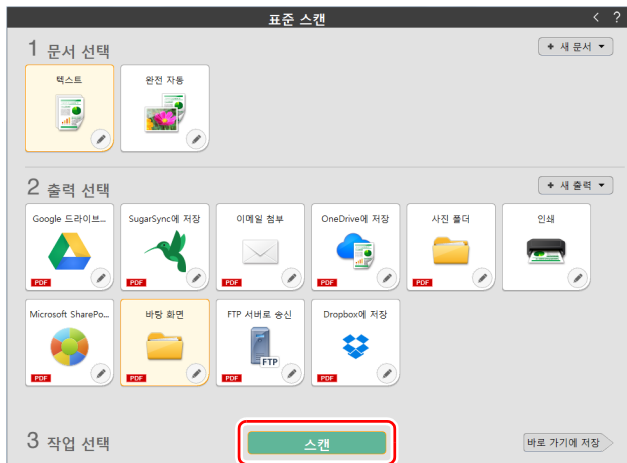 표준 스캔 < ?
1 문서 선택
+ 새 문서 ▼
텍스트
완전 자동
2 출력 선택
+ 새 출력 ▼
Google 드라이브...
SugarSync에 저장
이메일 첨부
OneDrive에 저장
사진 폴더
인쇄
PDF
PDF
PDF
PDF
PDF
Microsoft SharePo...
바탕 화면
FTP 서버로 송신
Dropbox에 저장
FTP
PDF
PDF
PDF
PDF
3 작업 선택
스캔
바로 가기에 저장